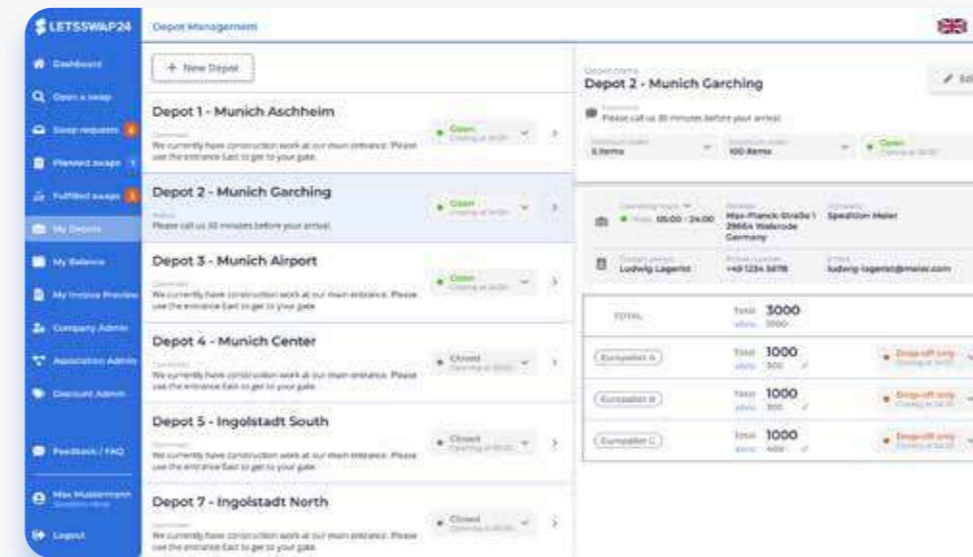 LETSSWAP24
Dashboard
Open a swap
Swap requests
Planned swaps
Fulfilled swaps
My Depots
My Balance
My Invoice Preview
Company Admin
Association Admin
Discount Admin
Feedback / FAQ
Max Mustermann
Logout
Depot Management
+ New Depot
Depot 1 - Munich Aschheim
We currently have construction work at our main entrance. Please
use the entrance East to get to your gate.
Open
Depot 2 - Munich Garching
Please call us 30 minutes before your arrival.
Open
Depot 3 - Munich Airport
We currently have construction work at our main entrance. Please
use the entrance East to get to your gate.
Open
Depot 4 - Munich Center
We currently have construction work at our main entrance. Please
use the entrance East to get to your gate.
Closed
Depot 5 - Ingolstadt South
We currently have construction work at our main entrance. Please
use the entrance East to get to your gate.
Closed
Depot 7 - Ingolstadt North
We currently have construction work at our main entrance. Please
use the entrance East to get to your gate.
Closed
Depot 2 - Munich Garching
Edi
Please call us 30 minutes before your arrival.
5 Items
100 Items
Open
05:00 - 24:00
Max-Planck-Straße 1
29664 Walsrode
Germany
Spedition Meier
Contact person
Ludwig Lagerist
Phone number
+49 1234 5678
ludwig-lagerist@meier.com
TOTAL
Total 3000
Europallet A
Total 1000
Drop-off only
Europallet B
Total 1000
Drop-off only
Europallet C
Total 1000
Drop-off only